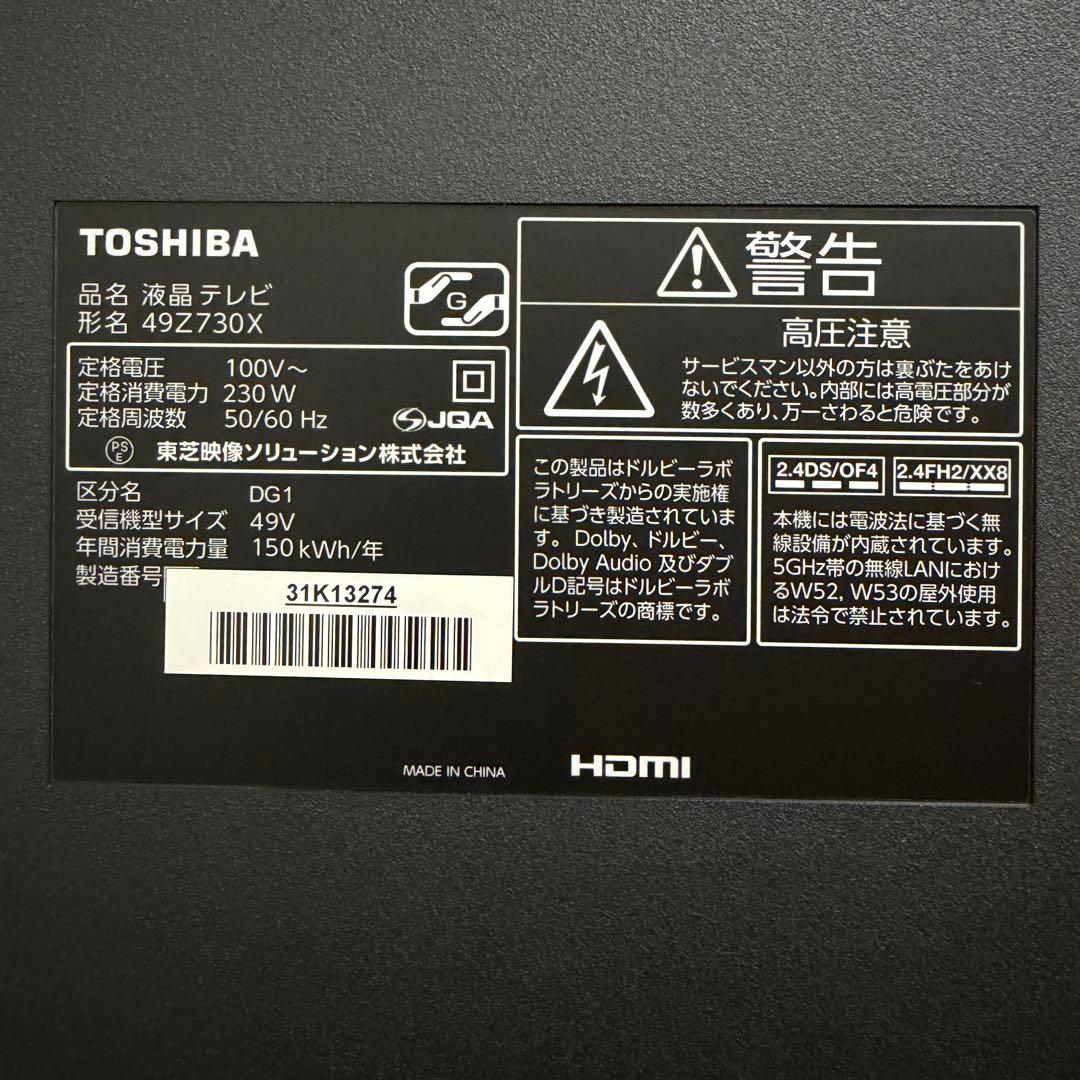 TOSHIBA
品名 液晶テレビ
形名 49Z730X
G
定格電圧 100V～
定格消費電力 230 W
定格周波数 50/60 Hz
JQA
PS
E
東芝映像ソリューション株式会社
区分名 DG1
受信機型サイズ 49V
年間消費電力量 150 kWh/年
製造番号
31K13274
MADE IN CHINA
HDMI
警告
高圧注意
サービスマン以外の方は裏ぶたをあけ
ないでください。内部には高電圧部分が
数多くあり、万一さわると危険です。
この製品はドルビーラボ
ラトリーズからの実施権
に基づき製造されていま
す。Dolby、ドルビー、
Dolby Audio 及びダブ
ルD記号はドルビーラボ
ラトリーズの商標です。
2.4DS/OF4
2.4FH2/XX8
本機には電波法に基づく無
線設備が内蔵されています。
5GHz帯の無線LANにおけ
るW52, W53の屋外使用
は法令で禁止されています。